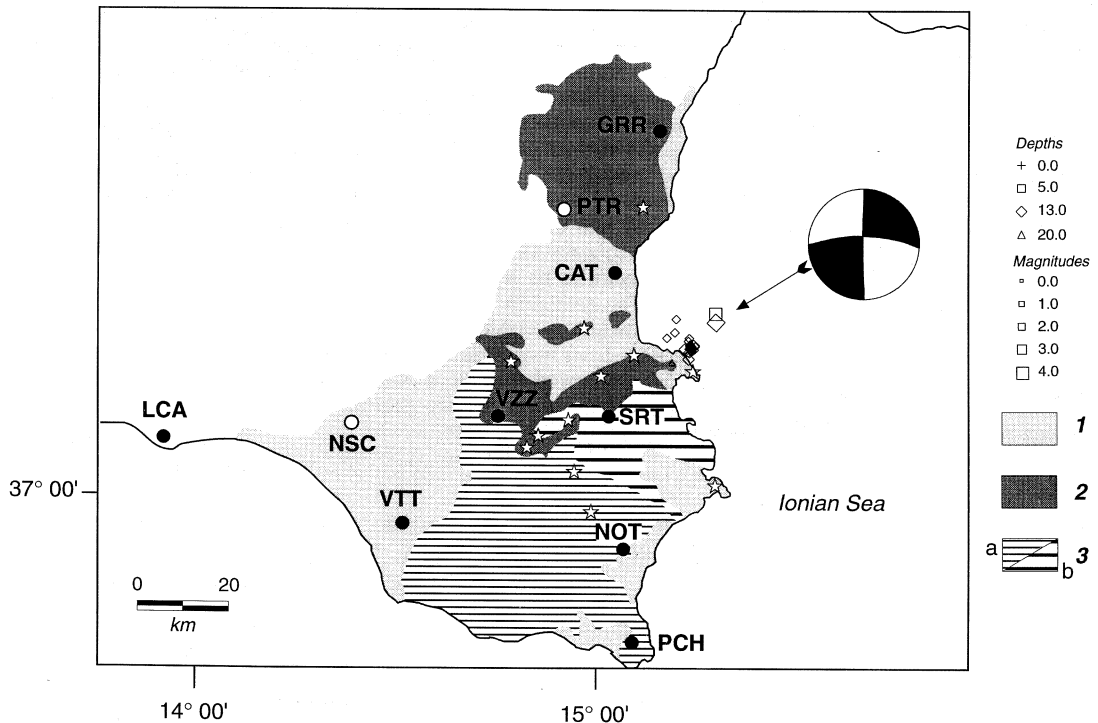 GRR
PTR
CAT
VZZ
SRT
LCA
NSC
VTT
NOT
PCH
Ionian Sea
37° 00'
0 20
km
14° 00'
15° 00'
Depths
+ 0.0
5.0
13.0
20.0
Magnitudes
0.0
1.0
2.0
3.0
4.0
1
2
a 3
b